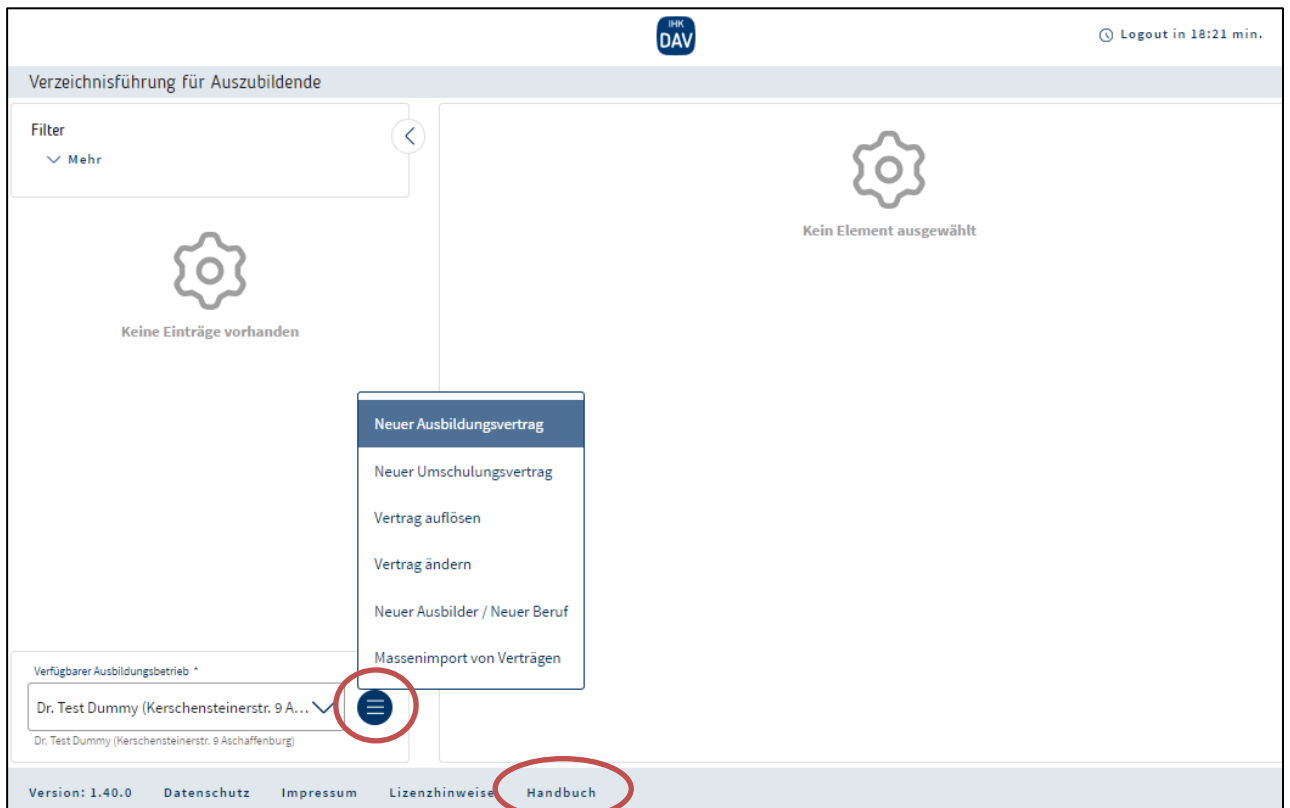 IHK
DAV
Logout in 18:21 min.
Verzeichnisführung für Auszubildende
Filter
Mehr
Kein Element ausgewählt
Keine Einträge vorhanden
Neuer Ausbildungsvertrag
Neuer Umschulungsvertrag
Vertrag auflösen
Vertrag ändern
Neuer Ausbilder / Neuer Beruf
Massenimport von Verträgen
Verfügbarer Ausbildungsbetrieb *
Dr. Test Dummy (Kerschensteinerstr. 9 A...
Dr. Test Dummy (Kerschensteinerstr. 9 Aschaffenburg)
Version: 1.40.0 Datenschutz Impressum Lizenzhinweise Handbuch